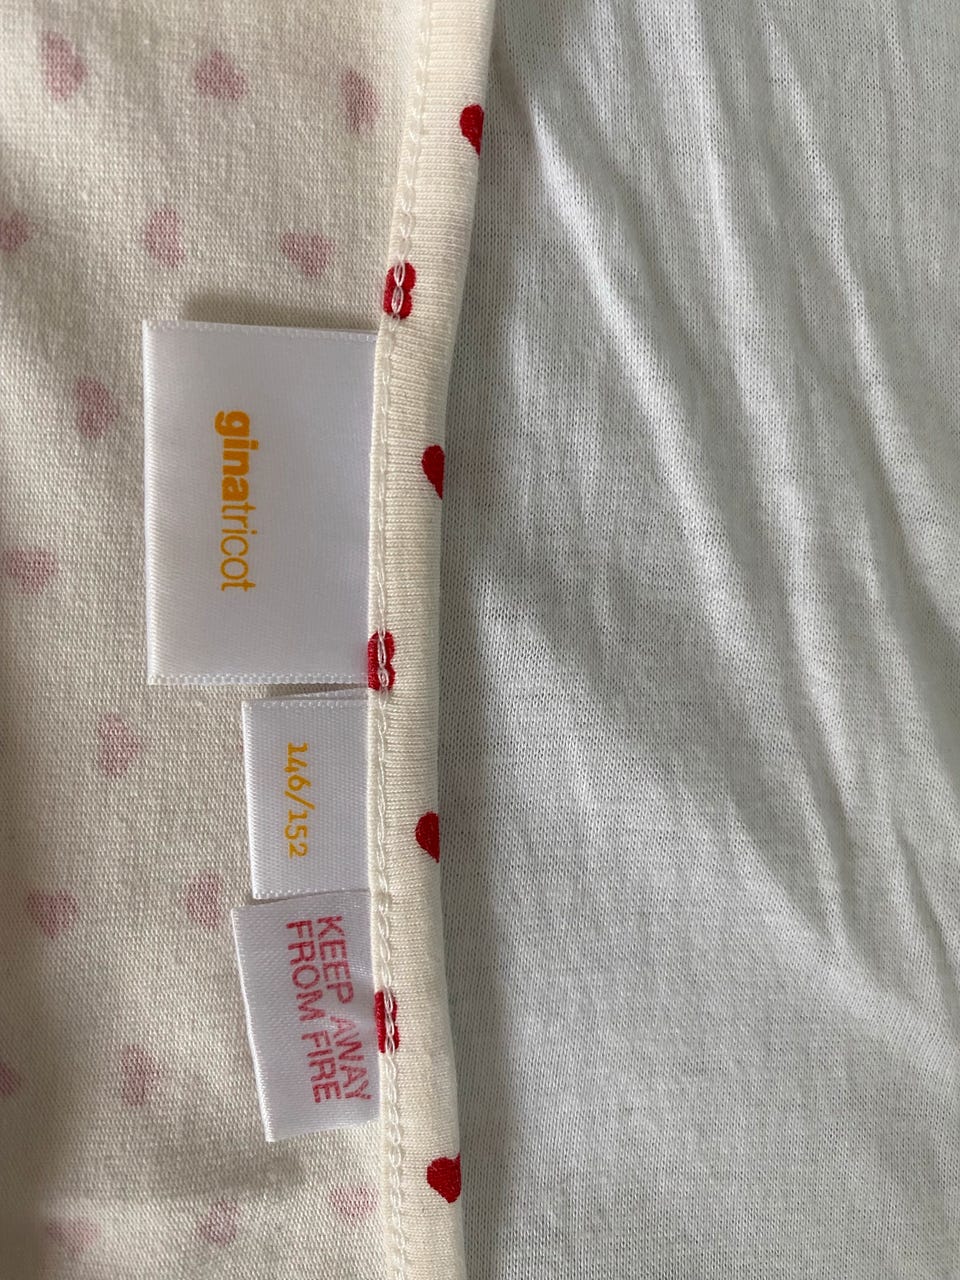 ginatricot
146/152
KEEP AWAY
FROM FIRE